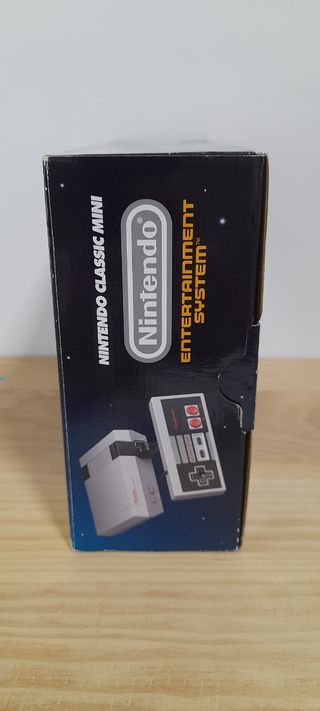 NINTENDO CLASSIC MINI
Nintendo®
ENTERTAINMENT
SYSTEM™